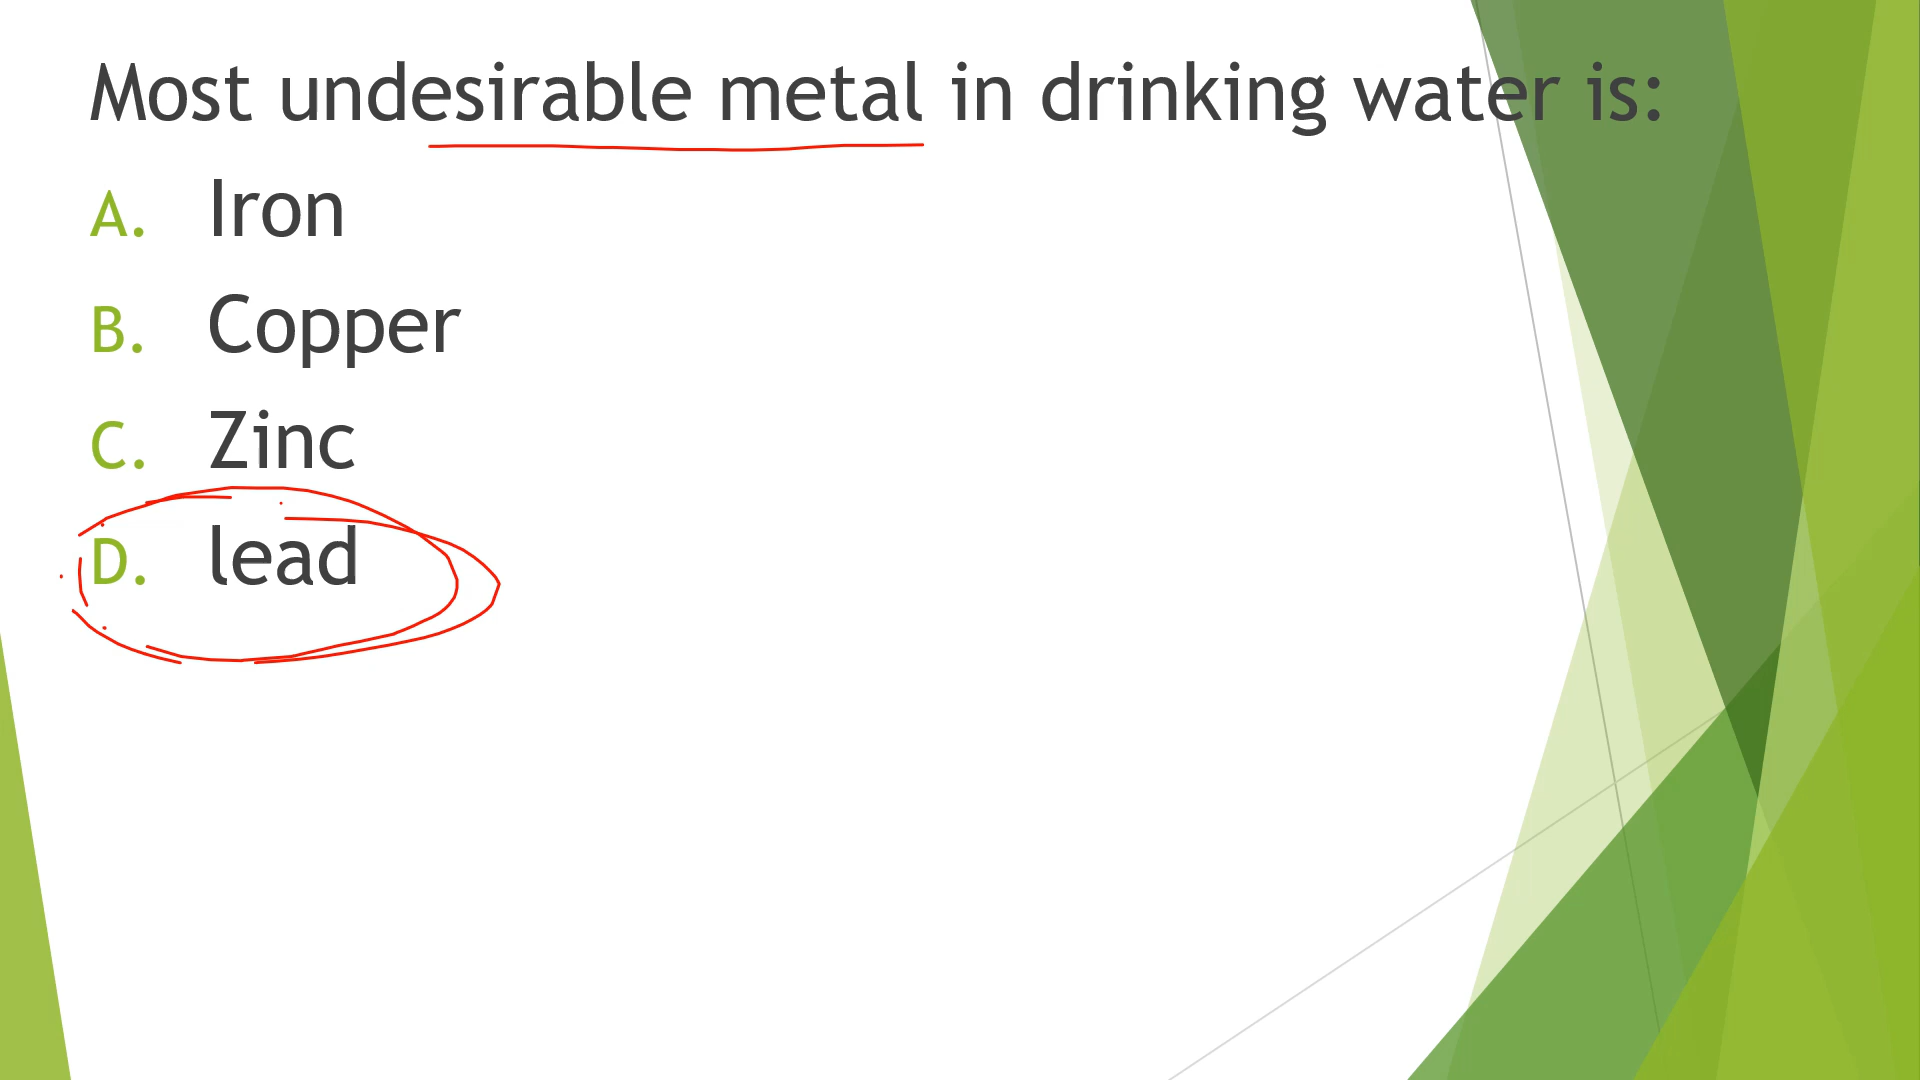 Most undesirable metal in drinking water is:
A. Iron
B. Copper
C. Zinc
D. lead